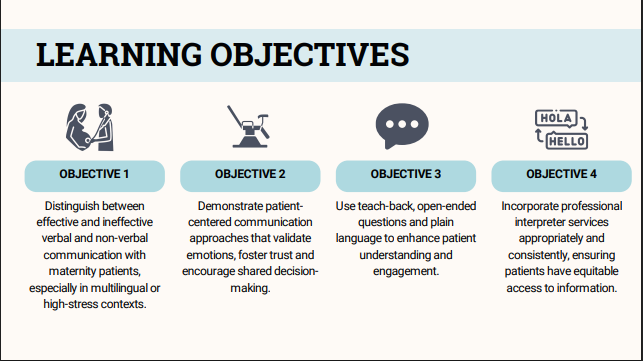 LEARNING OBJECTIVES
HOLA
HELLO
OBJECTIVE 1
Distinguish between
effective and ineffective
verbal and non-verbal
communication with
maternity patients,
especially in multilingual or
high-stress contexts.
OBJECTIVE 2
Demonstrate patient-
centered communication
approaches that validate
emotions, foster trust and
encourage shared decision-
making.
OBJECTIVE 3
Use teach-back, open-ended
questions and plain
language to enhance patient
understanding and
engagement.
OBJECTIVE 4
Incorporate professional
interpreter services
appropriately and
consistently, ensuring
patients have equitable
access to information.